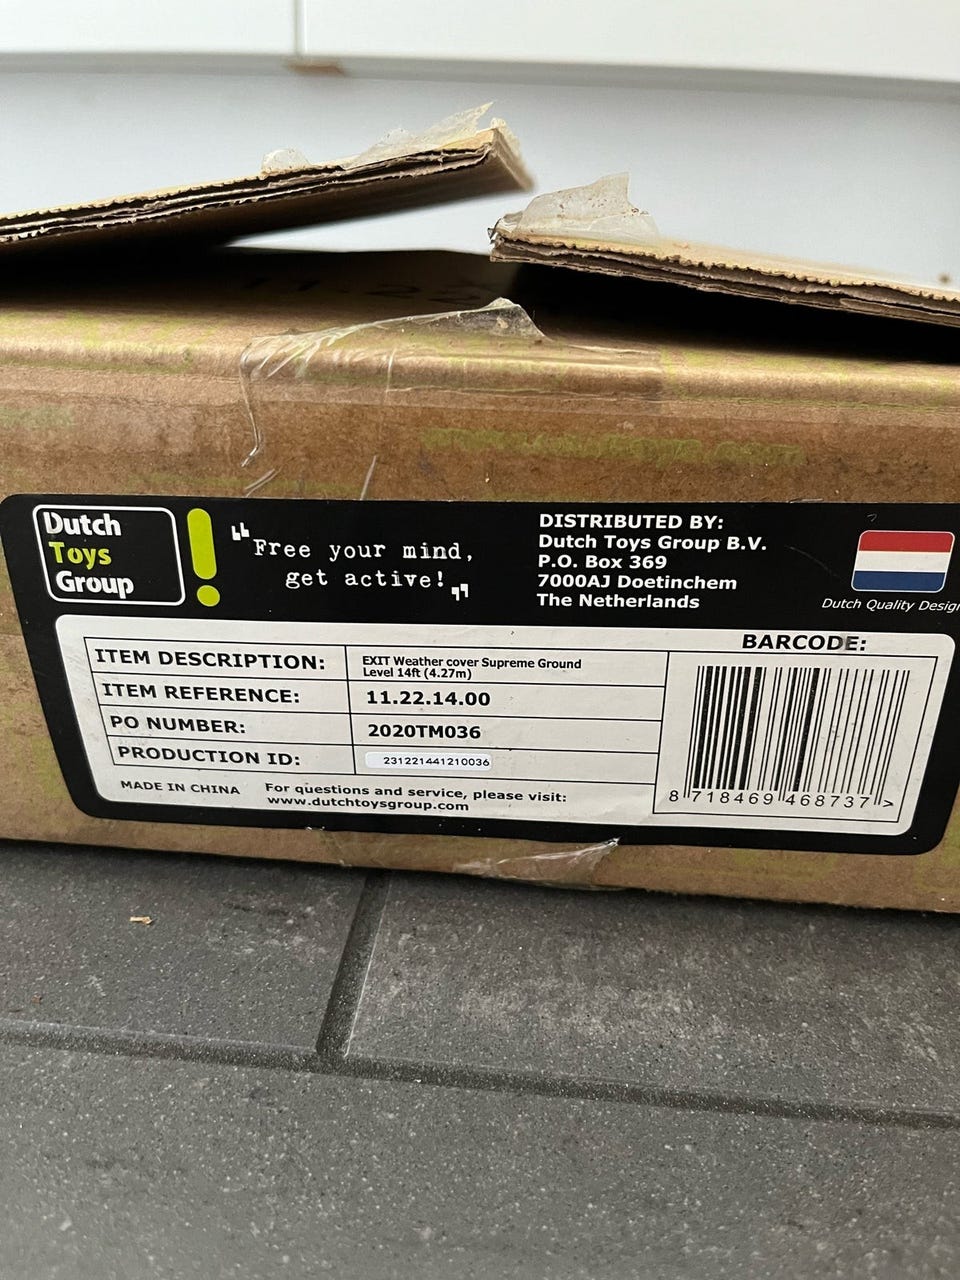 11.22
Dutch
Toys
Group
"Free your mind,
get active!"
DISTRIBUTED BY:
Dutch Toys Group B.V.
P.O. Box 369
7000AJ Doetinchem
The Netherlands
Dutch Quality Design
BARCODE:
ITEM DESCRIPTION: EXIT Weather cover Supreme Ground
Level 14ft (4.27m)
ITEM REFERENCE: 11.22.14.00
PO NUMBER: 2020TM036
PRODUCTION ID: 231221441210036
MADE IN CHINA
For questions and service, please visit:
www.dutchtoysgroup.com
8 718469 468737 >